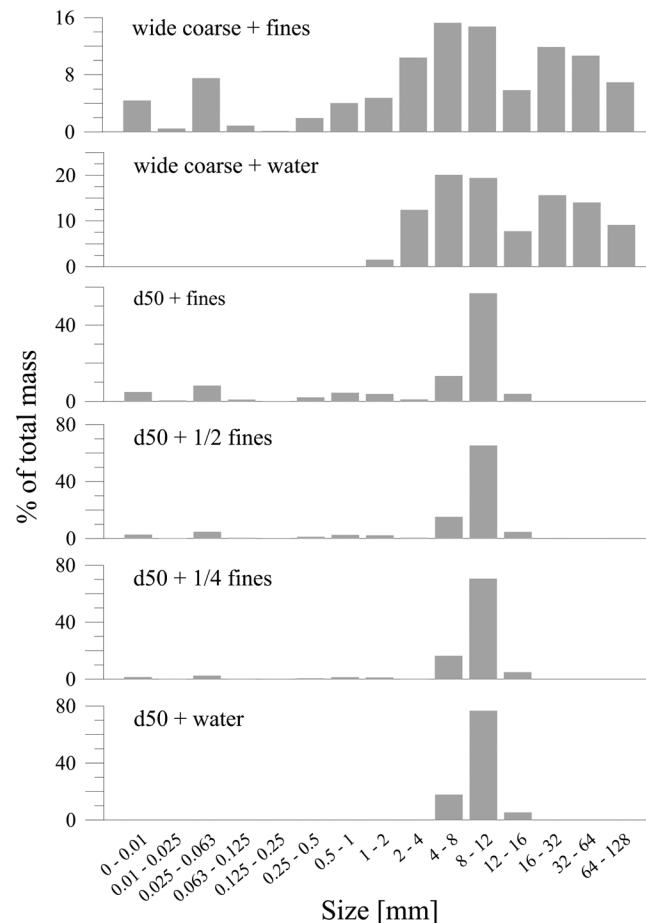 wide coarse + fines
16
8
0
wide coarse + water
20
10
0
d50 + fines
40
0
d50 + 1/2 fines
80
40
0
d50 + 1/4 fines
80
40
0
d50 + water
80
40
0
% of total mass
0 - 0.01
0.01 - 0.025
0.025 - 0.063
0.063 - 0.125
0.125 - 0.25
0.25 - 0.5
0.5 - 1
1 - 2
2 - 4
4 - 8
8 - 12
12 - 16
16 - 32
32 - 64
64 - 128
Size [mm]